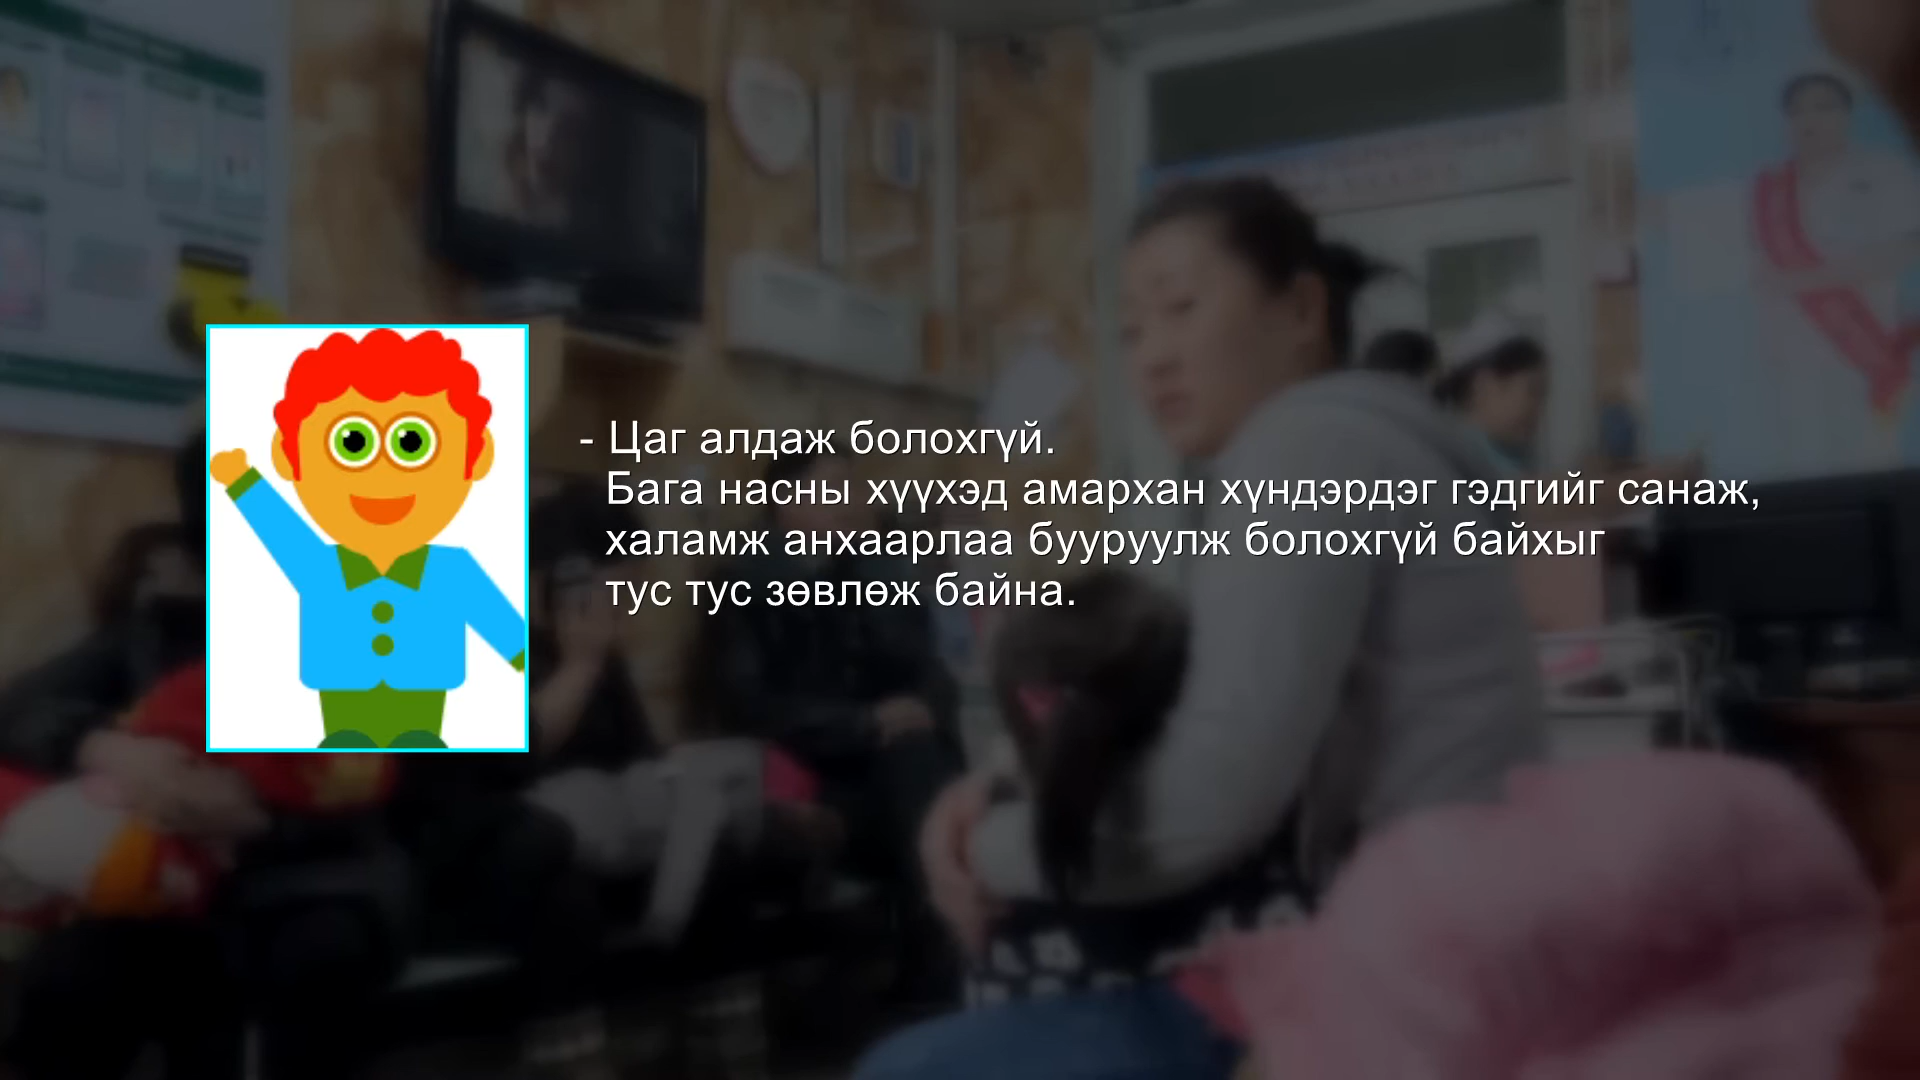 - Цаг алдаж болохгүй.
Бага насны хүүхэд амархан хүндэрдэг гэдгийг санаж,
халамж анхаарлаа бууруулж болохгүй байхыг
тус тус зөвлөж байна.